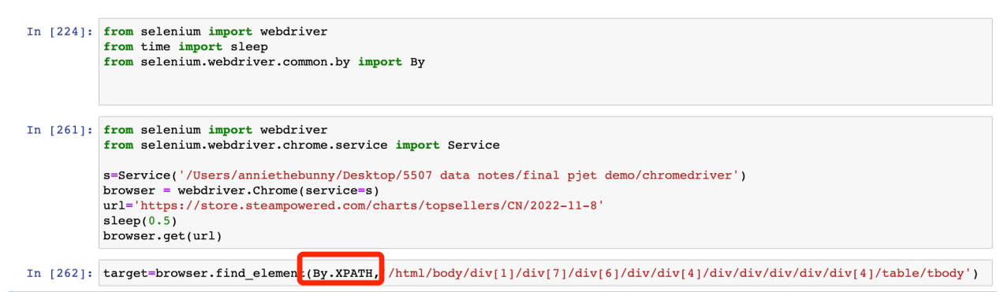 In [224]: from selenium import webdriver
from time import sleep
from selenium.webdriver.common.by import By
In [261]: from selenium import webdriver
from selenium.webdriver.chrome.service import Service
s=Service('/Users/anniethebunny/Desktop/5507 data notes/final pjet demo/chromedriver')
browser = webdriver.Chrome(service=s)
url='https://store.steampowered.com/charts/topsellers/CN/2022-11-8'
sleep(0.5)
browser.get(url)
In [262]: target=browser.find_element(By.XPATH,'/html/body/div[1]/div[7]/div[6]/div/div[4]/div/div/div/div/div[4]/table/tbody')